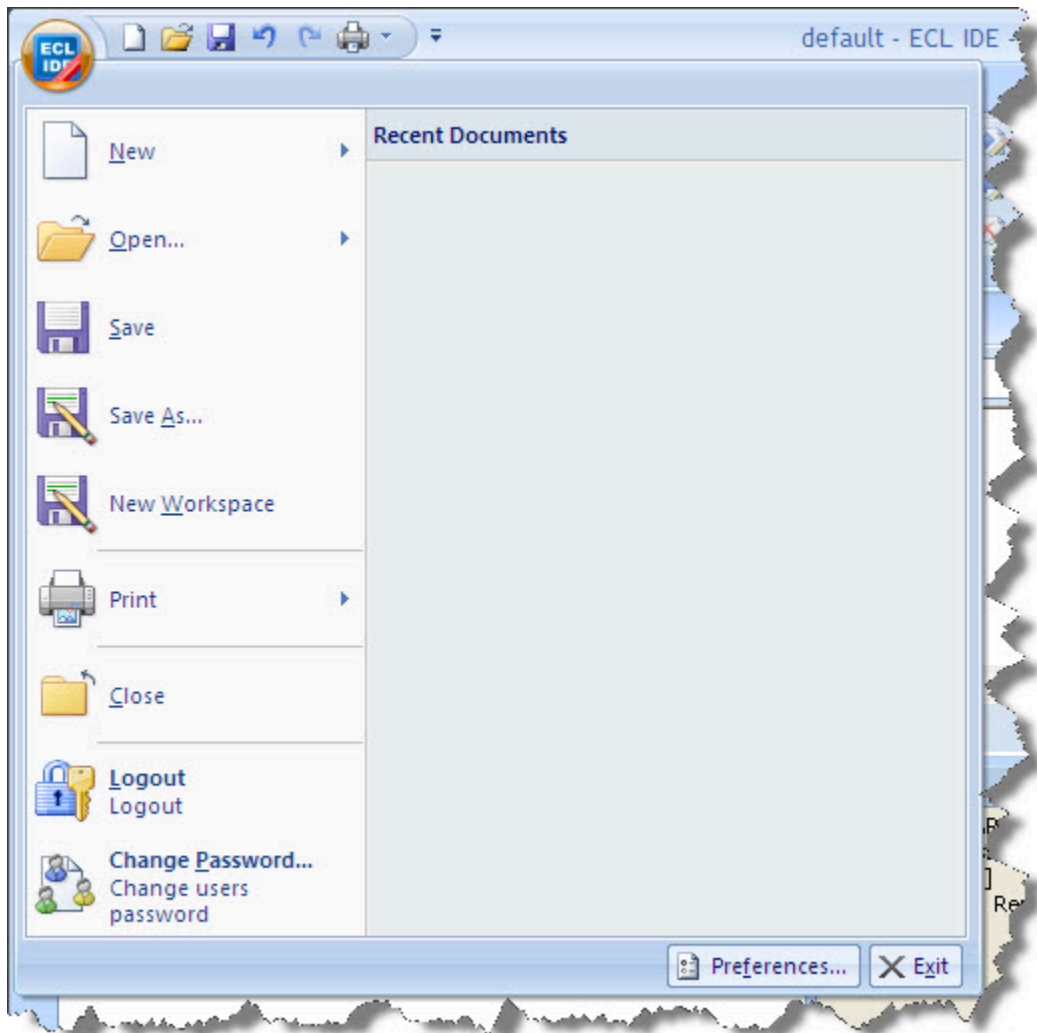 ECL
IDE
default - ECL IDE -
New
Recent Documents
Open...
Save
Save As...
New Workspace
Print
Close
Logout
Logout
Change Password...
Change users
password
Preferences...
Exit